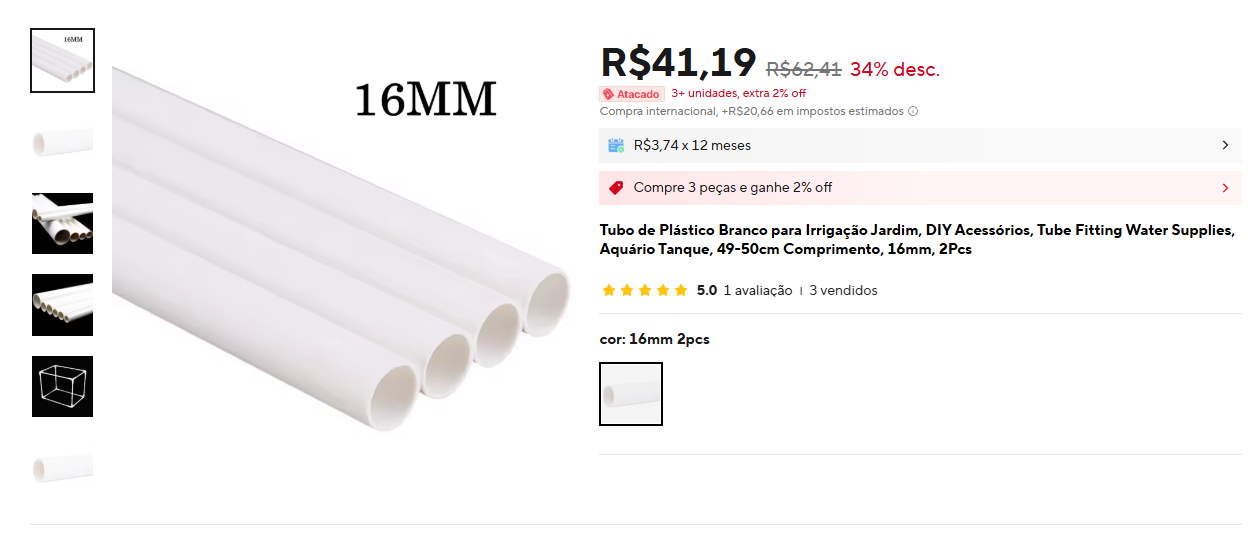 16MM
16MM
R$41,19 R$62,41 34% desc.
Atacado 3+ unidades, extra 2% off
Compra internacional, +R$20,66 em impostos estimados
R$3,74 x 12 meses
Compre 3 peças e ganhe 2% off
Tubo de Plástico Branco para Irrigação Jardim, DIY Acessórios, Tube Fitting Water Supplies,
Aquário Tanque, 49-50cm Comprimento, 16mm, 2Pcs
5.0 1 avaliação | 3 vendidos
cor: 16mm 2pcs